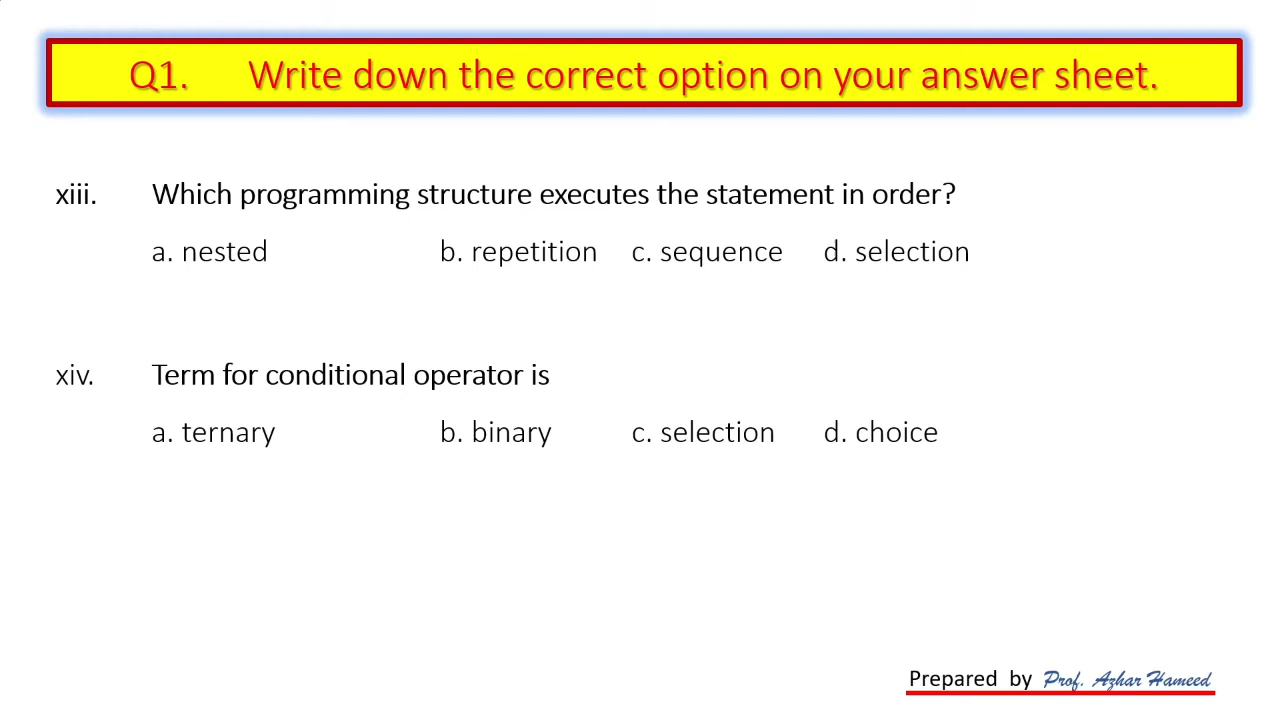 Q1. Write down the correct option on your answer sheet.
xiii. Which programming structure executes the statement in order?
a. nested b. repetition c. sequence d. selection
xiv. Term for conditional operator is
a. ternary b. binary c. selection d. choice
Prepared by Prof. Azhar Hameed